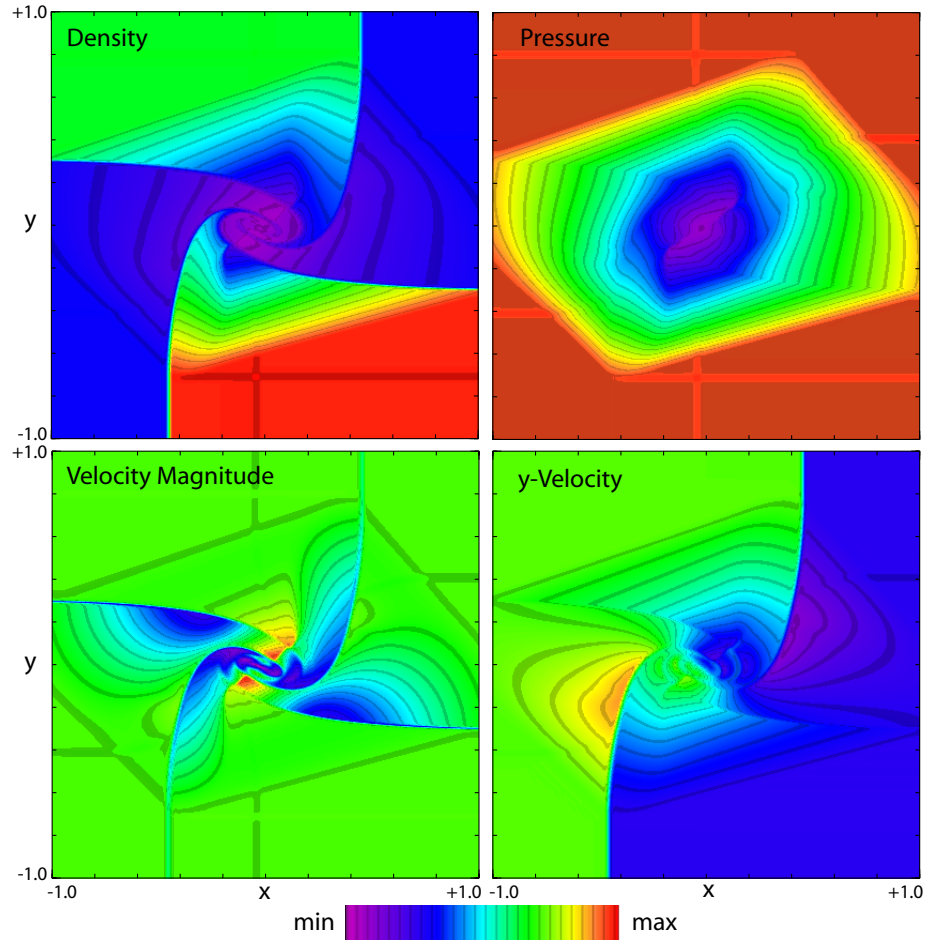 +1.0
Density
Pressure
y
-1.0
+1.0
Velocity Magnitude
y-Velocity
y
-1.0
-1.0
x
+1.0
-1.0
x
+1.0
min
max